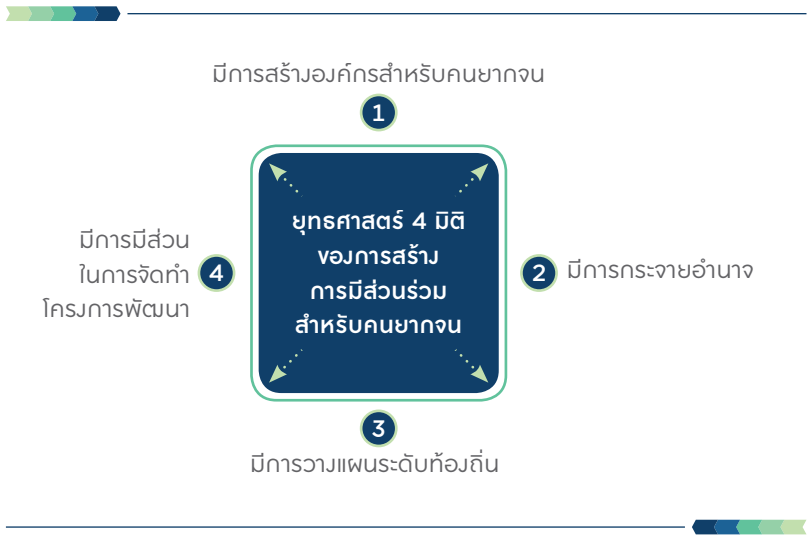 มีการสร้างองค์กรสำหรับคนยากจน
1
ยุทธศาสตร์ 4 มิติ
ของการสร้าง
การมีส่วนร่วม
สำหรับคนยากจน
2 มีการกระจายอำนาจ
3
มีการวางแผนระดับท้องถิ่น
มีการมีส่วน
ในการจัดทำ 4
โครงการพัฒนา